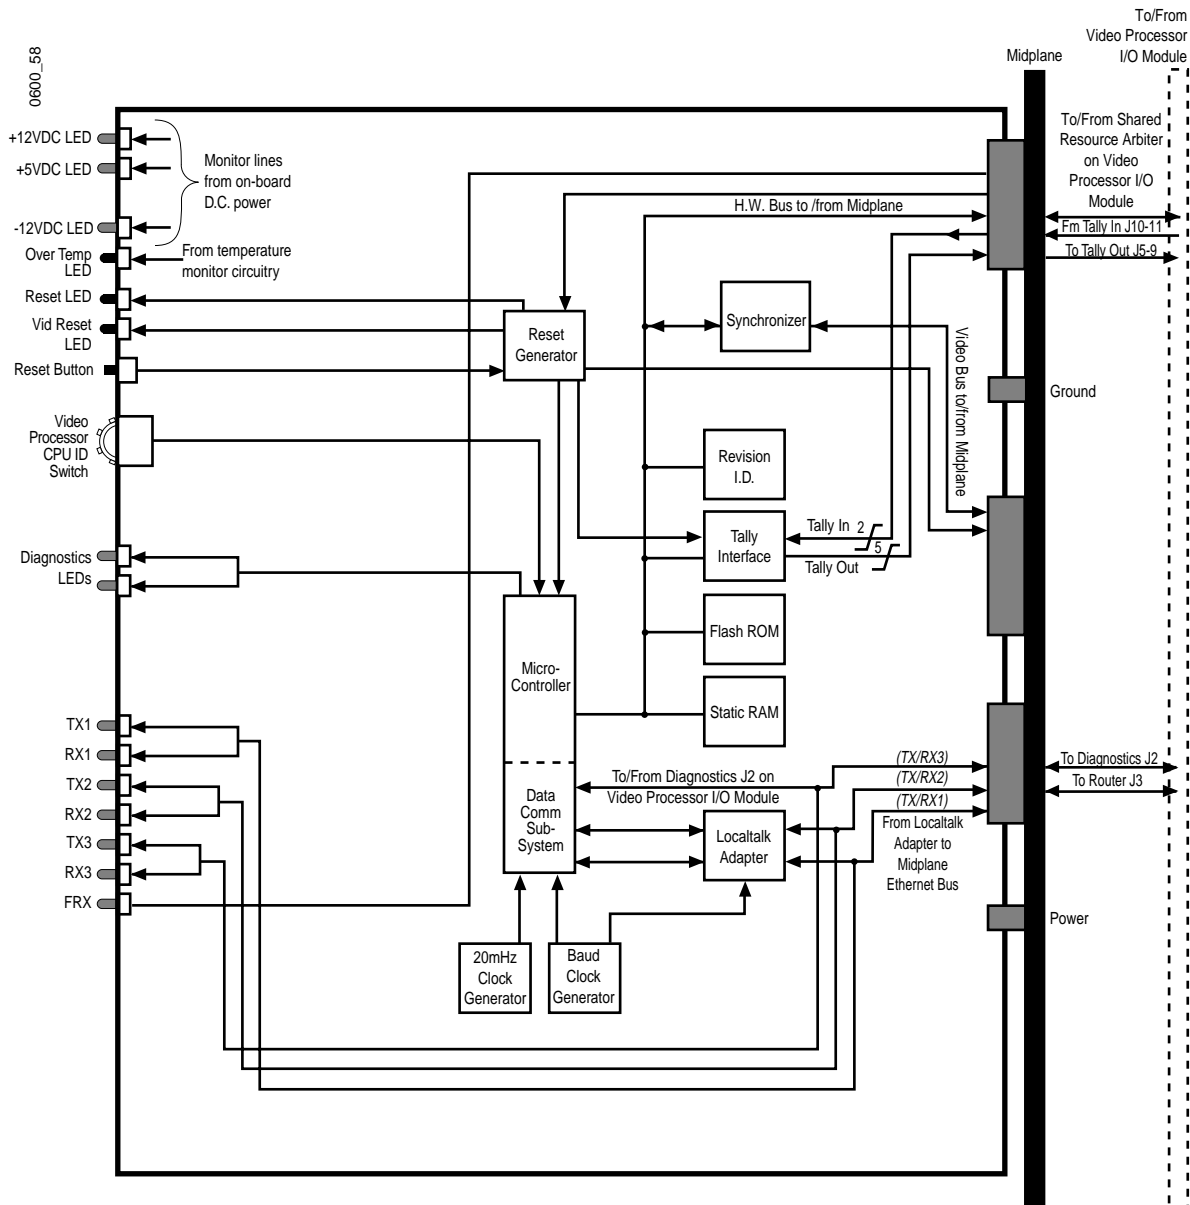 To/From
Video Processor
I/O Module
Midplane
0600_58
+12VDC LED
+5VDC LED
-12VDC LED
Over Temp
LED
Reset LED
Vid Reset
LED
Reset Button
Video
Processor
CPU ID
Switch
Diagnostics
LEDs
TX1
RX1
TX2
RX2
TX3
RX3
FRX
Monitor lines
from on-board
D.C. power
From temperature
monitor circuitry
Reset
Generator
H.W. Bus to /from Midplane
Synchronizer
Video Bus to/from Midplane
Revision
I.D.
Tally
Interface
Tally In 2
5
Tally Out
Flash ROM
Static RAM
Micro-
Controller
Data
Comm
Sub-
System
To/From Diagnostics J2 on
Video Processor I/O Module
Localtalk
Adapter
(TX/RX3)
(TX/RX2)
(TX/RX1)
From Localtalk
Adapter to
Midplane
Ethernet Bus
20mHz
Clock
Generator
Baud
Clock
Generator
To/From Shared
Resource Arbiter
on Video
Processor I/O
Module
Fm Tally In J10-11
To Tally Out J5-9
Ground
To Diagnostics J2
To Router J3
Power